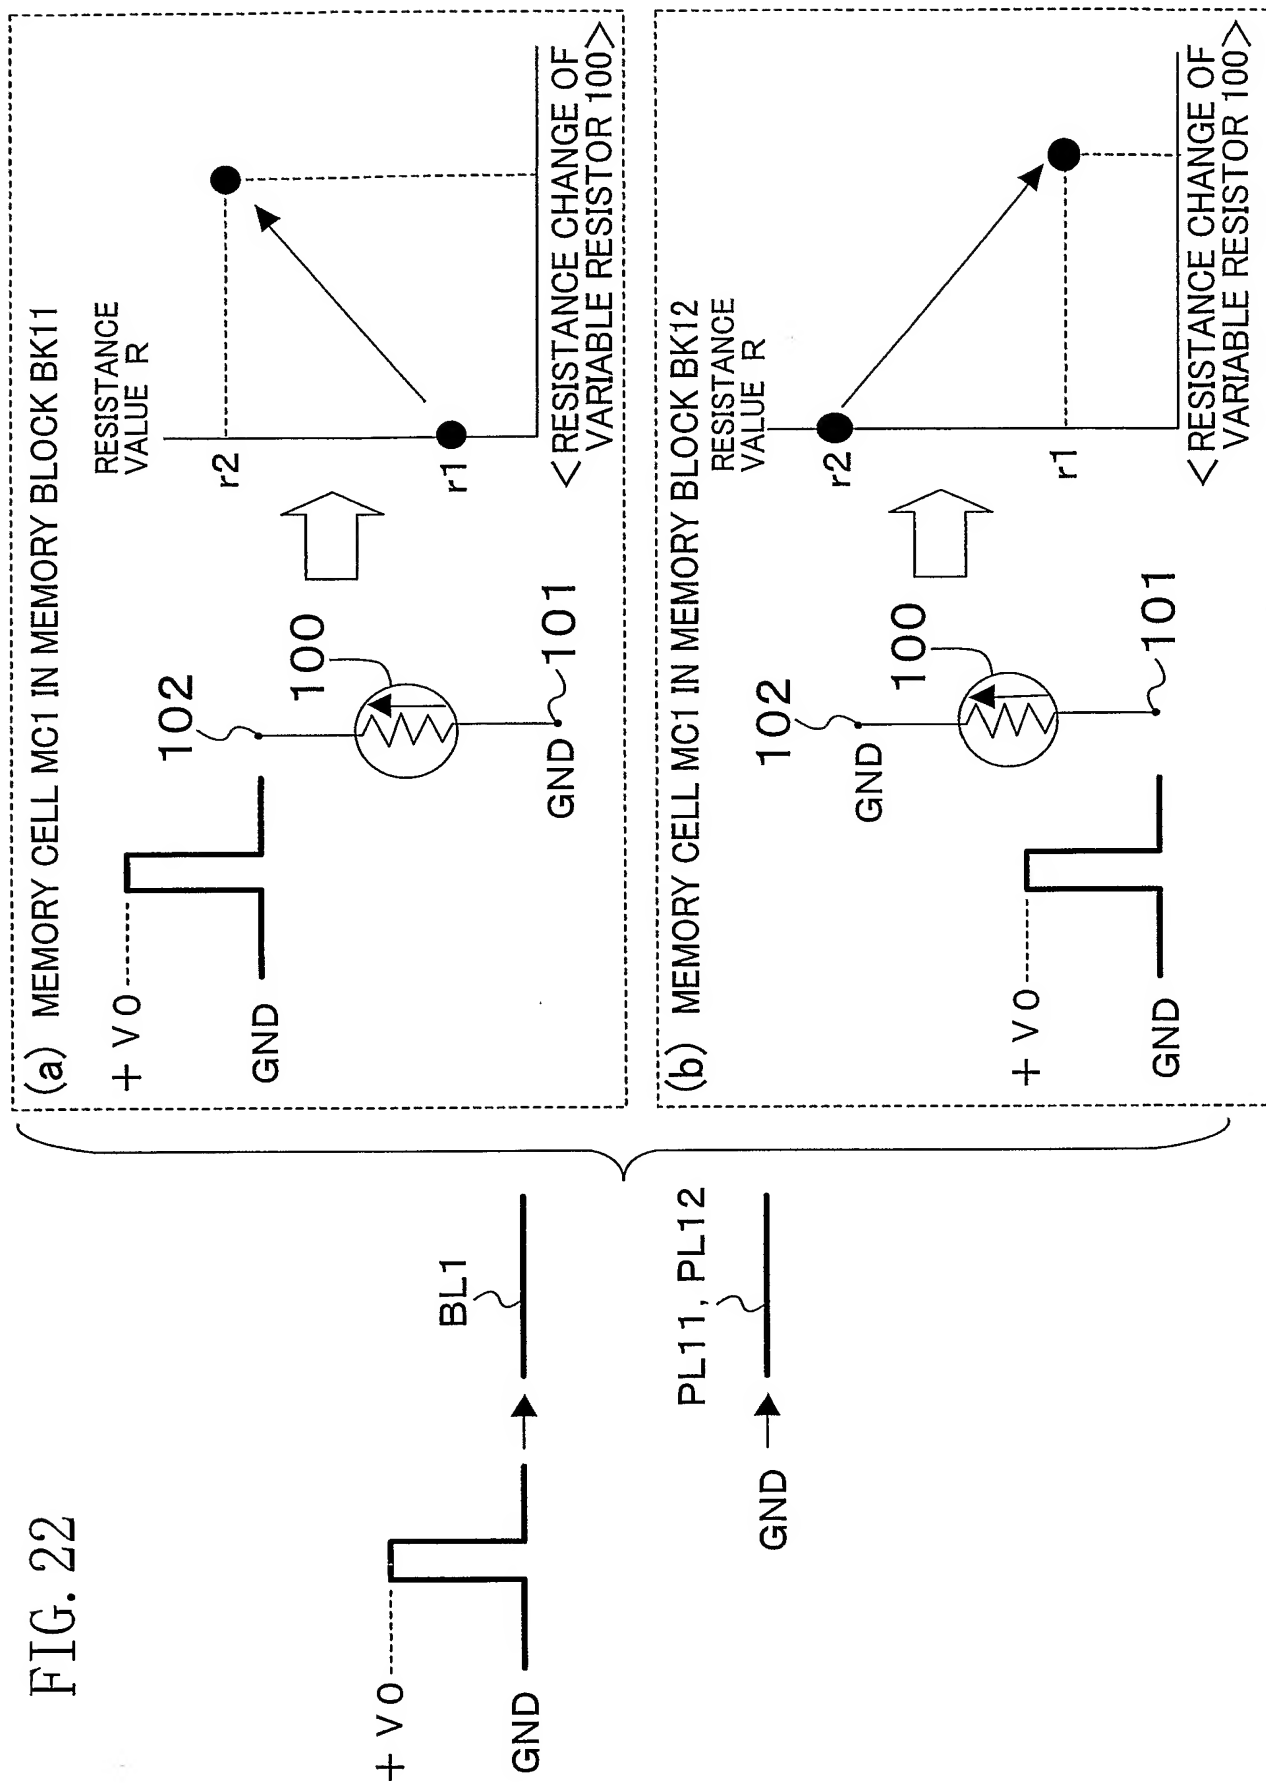 FIG. 22
+V0
GND
BL1
GND
PL11, PL12
(a) MEMORY CELL MC1 IN MEMORY BLOCK BK11
+V0
GND
102
100
101
GND
RESISTANCE
VALUE R
r2
r1
<RESISTANCE CHANGE OF
VARIABLE RESISTOR 100>
(b) MEMORY CELL MC1 IN MEMORY BLOCK BK12
+V0
GND
102
GND
100
101
RESISTANCE
VALUE R
r2
r1
<RESISTANCE CHANGE OF
VARIABLE RESISTOR 100>